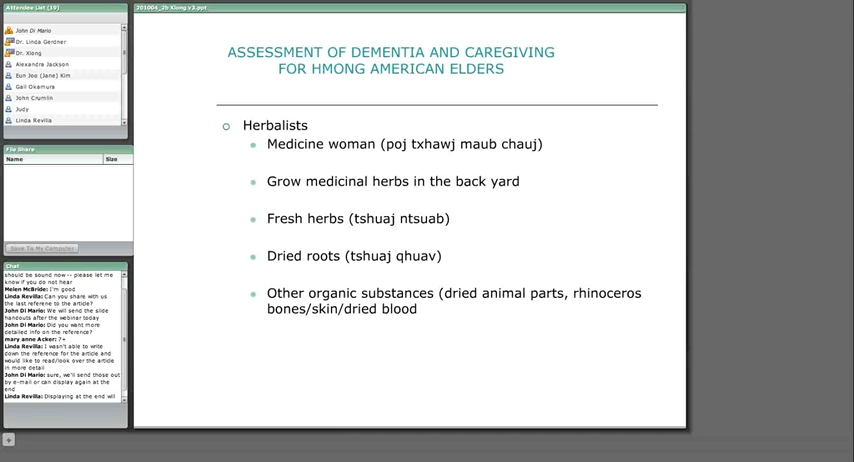 Attendee List (19)
John Di Mario
Dr. Linda Gerdner
Dr. Xiong
Alexandra Jackson
Eun Joo (Jane) Kim
Gail Okamura
John Crumlin
Judy
Linda Revilla
File Share
Name Size
Save To My Computer
Chat
should be sound now -- please let me
know if you do not hear
Melen McBride: I'm good
Linda Revilla: Can you share with us
the last referene to the article?
John Di Mario: We will send the slide
handouts after the webinar today
John Di Mario: Did you want more
detailed info on the reference?
mary anne Acker: ?+
Linda Revilla: I wasn't able to write
down the reference for the article and
would like to read/look over the article
in more detail
John Di Mario: sure, we'll send those out
by e-mail or can display again at the
end
Linda Revilla: Displaying at the end will
201004_2b Xiong v3.ppt
ASSESSMENT OF DEMENTIA AND CAREGIVING
FOR HMONG AMERICAN ELDERS
Herbalists
Medicine woman (poj txhawj maub chauj)
Grow medicinal herbs in the back yard
Fresh herbs (tshuaj ntsuab)
Dried roots (tshuaj qhuav)
Other organic substances (dried animal parts, rhinoceros
bones/skin/dried blood